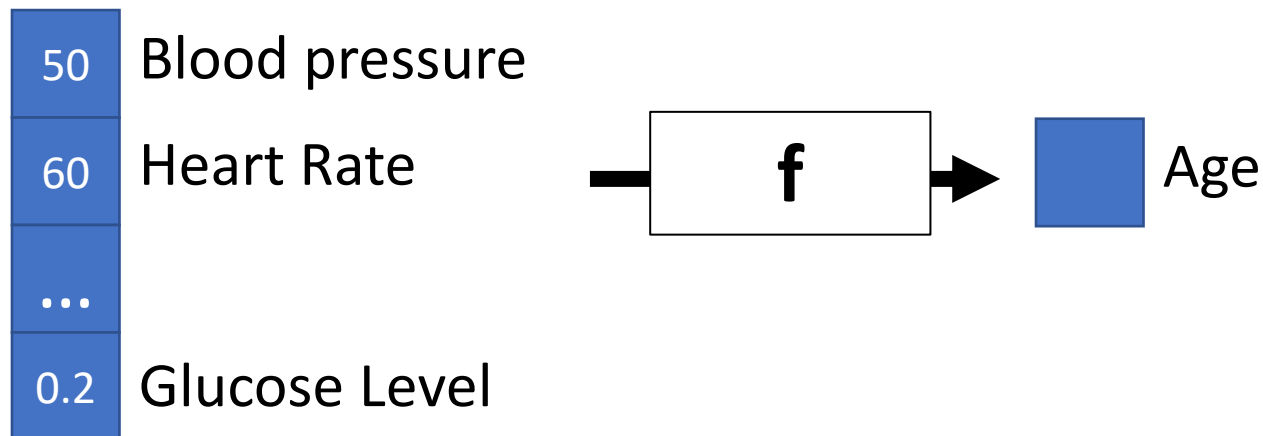 50 Blood pressure
60 Heart Rate
f
Age
...
0.2 Glucose Level